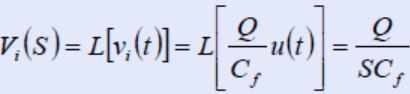 V_i(S) = L[v_i(t)] = L[Q/C_f u(t)] = Q/SC_f